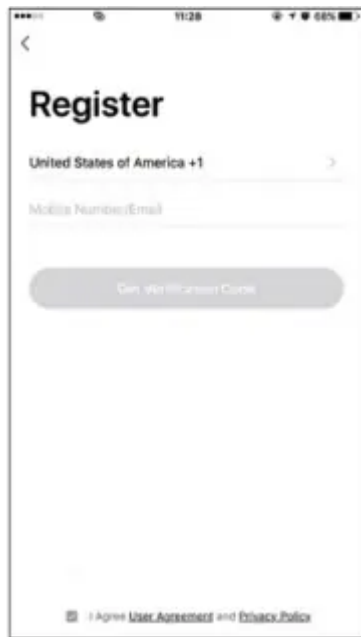 11:28 68%
Register
United States of America +1
Mobile Number/Email
Get Verification Code
I Agree User Agreement and Privacy Policy